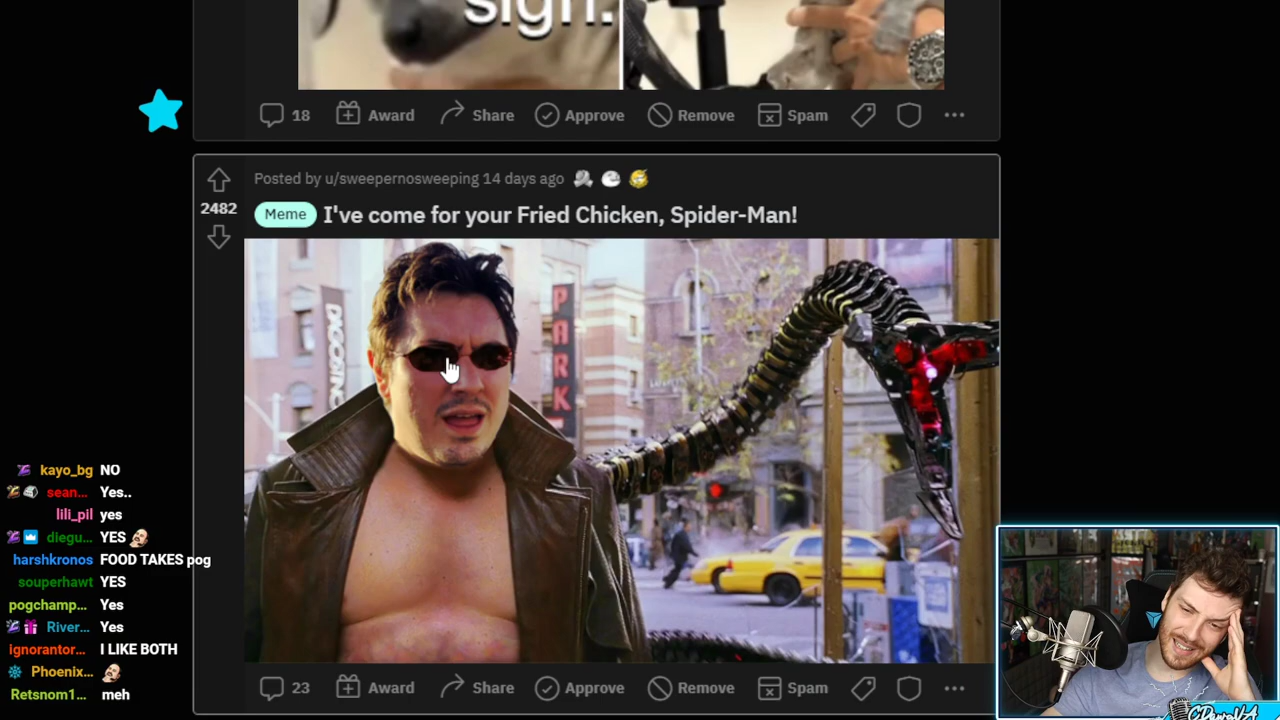 sign.
18 Award Share Approve Remove Spam
Posted by u/sweepernosweeping 14 days ago
2482
Meme I've come for your Fried Chicken, Spider-Man!
PARK
kayo_bg NO
sean... Yes..
lili_pil yes
diegu... YES
harshkronos FOOD TAKES pog
souperhawt YES
pogchamp... Yes
River... Yes
ignorantor... I LIKE BOTH
Phoenix...
Retsnom1... meh
23 Award Share Approve Remove Spam